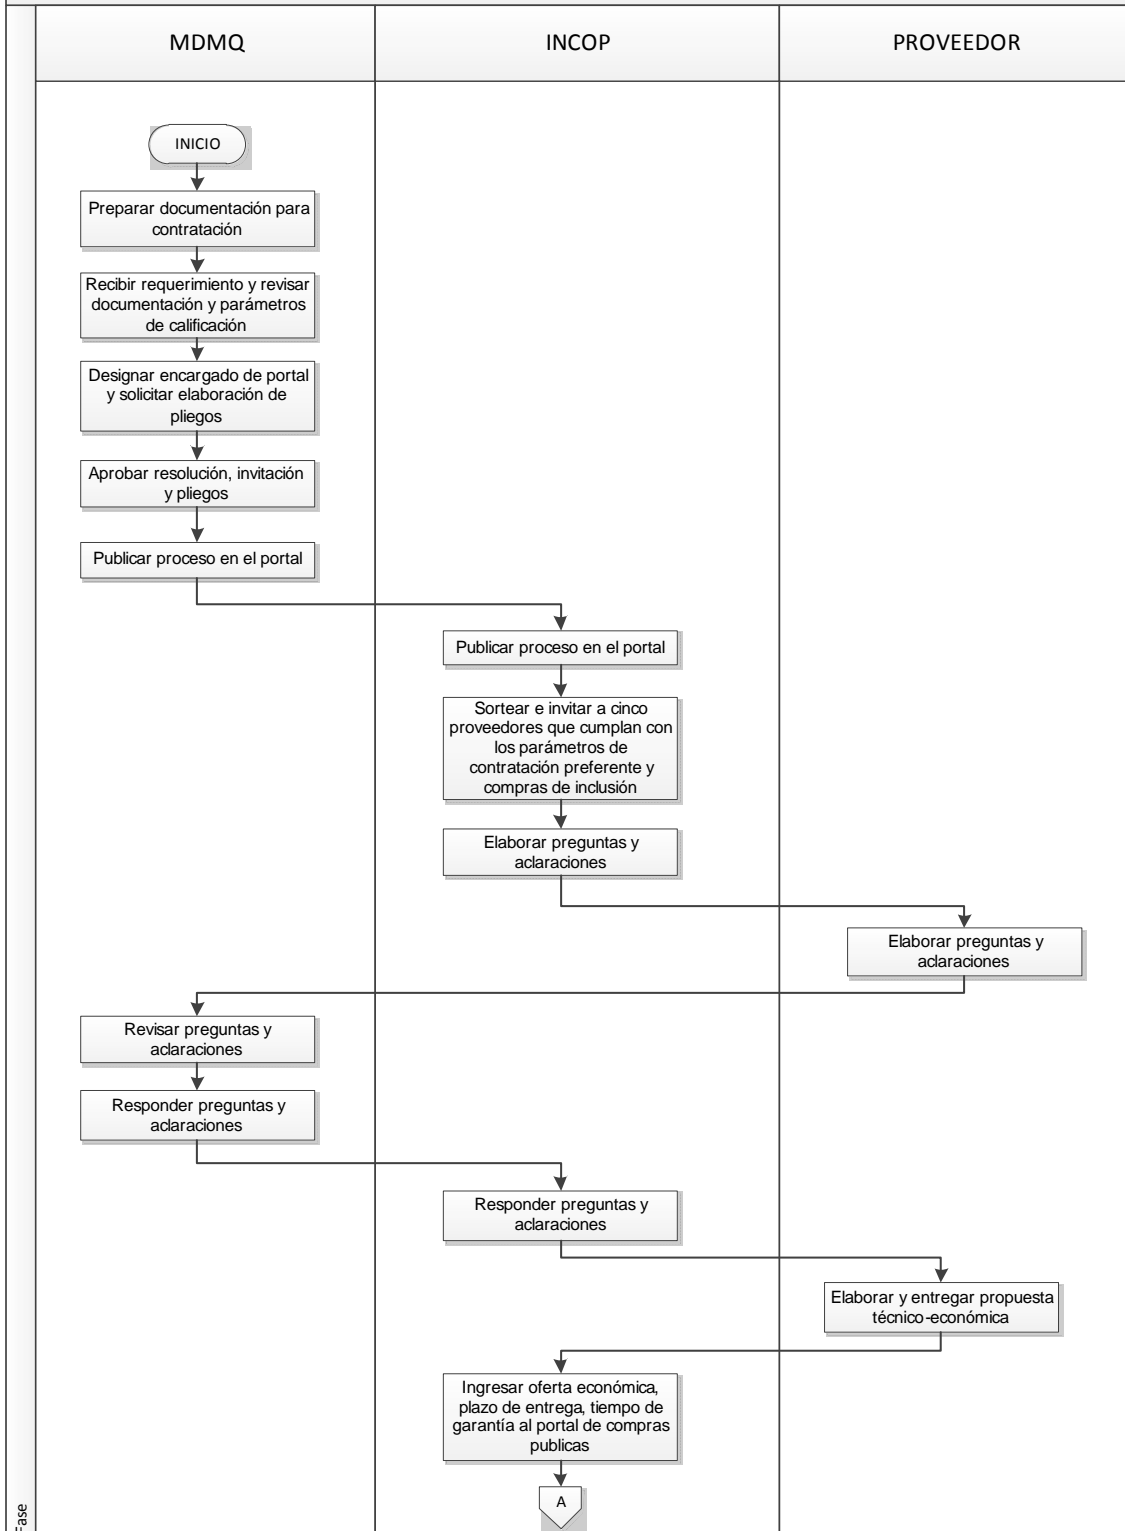 MDMQ
INCOP
PROVEEDOR
INICIO
Preparar documentación para
contratación
Recibir requerimiento y revisar
documentación y parámetros
de calificación
Designar encargado de portal
y solicitar elaboración de
pliegos
Aprobar resolución, invitación
y pliegos
Publicar proceso en el portal
Publicar proceso en el portal
Sortear e invitar a cinco
proveedores que cumplan con
los parámetros de
contratación preferente y
compras de inclusión
Elaborar preguntas y
aclaraciones
Elaborar preguntas y
aclaraciones
Revisar preguntas y
aclaraciones
Responder preguntas y
aclaraciones
Responder preguntas y
aclaraciones
Elaborar y entregar propuesta
técnico-económica
Ingresar oferta económica,
plazo de entrega, tiempo de
garantía al portal de compras
publicas
A
Fase